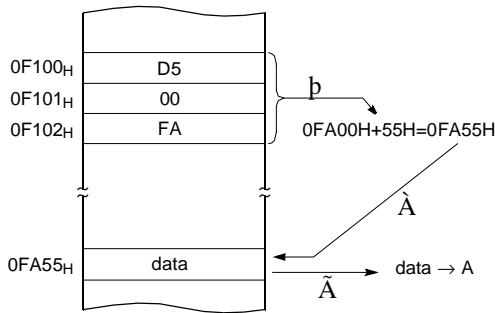 0F100H D5
0F101H 00 þ
0F102H FA 0FA00H+55H=0FA55H
À
0FA55H data data → A
Ã